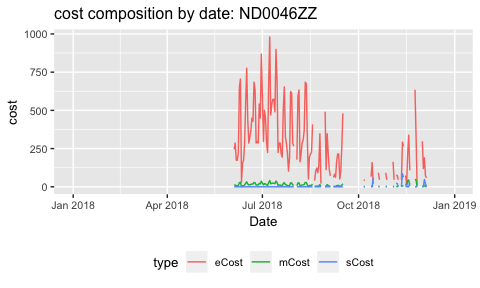 cost composition by date: ND0046ZZ
1000
750
500
250
0
cost
Jan 2018 Apr 2018 Jul 2018 Oct 2018 Jan 2019
Date
type eCost mCost sCost